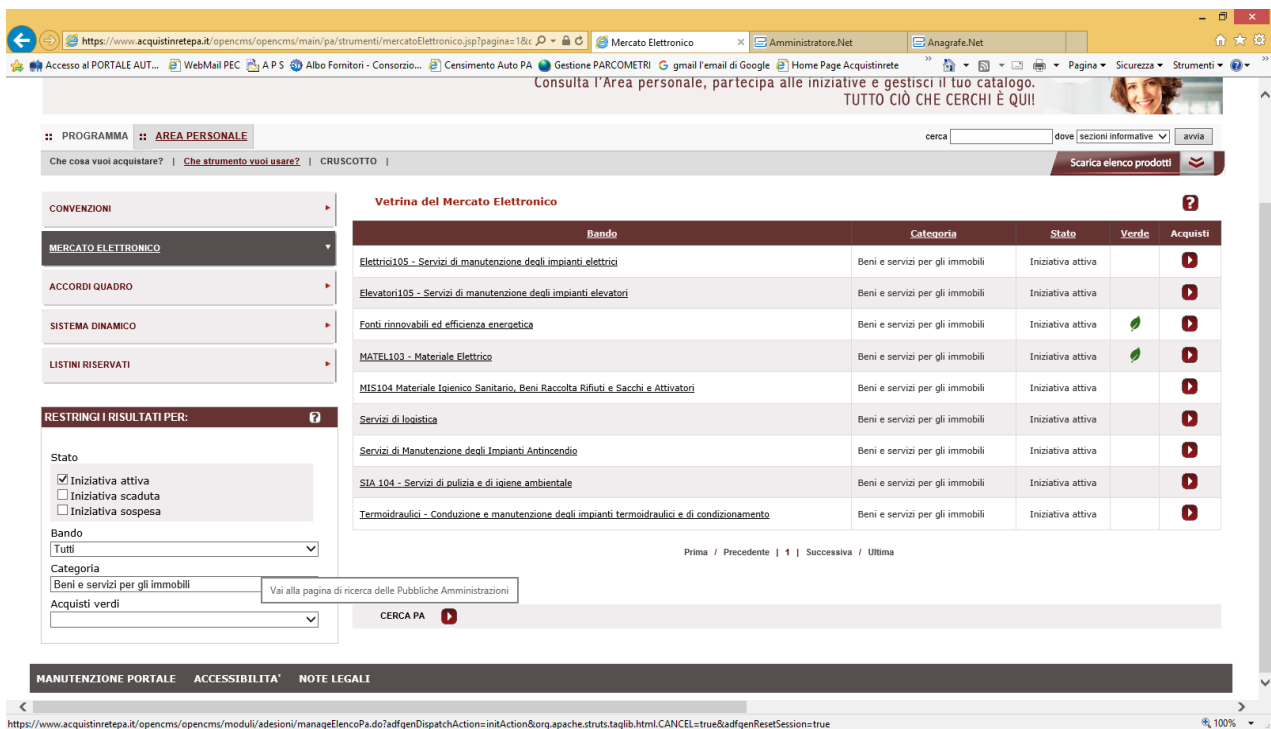 https://www.acquistinretepa.it/opencms/opencms/main/pa/strumenti/mercatoElettronico.jsp?pagina=1&
Mercato Elettronico
Amministratore.Net
Anagrafe.Net
Accesso al PORTALE AUT... WebMail PEC A P S Albo Fornitori - Consorzio... Censimento Auto PA Gestione PARCOMETRI gmail l'email di Google Home Page Acquistinrete » Pagina Sicurezza Strumenti »
Consulta l'Area personale, partecipa alle iniziative e gestisci il tuo catalogo.
TUTTO CIÒ CHE CERCHI È QUI!
:: PROGRAMMA :: AREA PERSONALE
cerca dove sezioni informative avvia
Che cosa vuoi acquistare? | Che strumento vuoi usare? | CRUSCOTTO |
Scarica elenco prodotti
CONVENZIONI
MERCATO ELETTRONICO
ACCORDI QUADRO
SISTEMA DINAMICO
LISTINI RISERVATI
RESTRINGI I RISULTATI PER: ?
Stato
Iniziativa attiva
Iniziativa scaduta
Iniziativa sospesa
Bando
Tutti
Categoria
Beni e servizi per gli immobili
Acquisti verdi
Vai alla pagina di ricerca delle Pubbliche Amministrazioni
Vetrina del Mercato Elettronico ?
Bando Categoria Stato Verde Acquisti
Elettrici105 - Servizi di manutenzione degli impianti elettrici Beni e servizi per gli immobili Iniziativa attiva
Elevatori105 - Servizi di manutenzione degli impianti elevatori Beni e servizi per gli immobili Iniziativa attiva
Fonti rinnovabili ed efficienza energetica Beni e servizi per gli immobili Iniziativa attiva
MATEL103 - Materiale Elettrico Beni e servizi per gli immobili Iniziativa attiva
MIS104 Materiale Igienico Sanitario, Beni Raccolta Rifiuti e Sacchi e Attivatori Beni e servizi per gli immobili Iniziativa attiva
Servizi di logistica Beni e servizi per gli immobili Iniziativa attiva
Servizi di Manutenzione degli Impianti Antincendio Beni e servizi per gli immobili Iniziativa attiva
SIA 104 - Servizi di pulizia e di igiene ambientale Beni e servizi per gli immobili Iniziativa attiva
Termoidraulici - Conduzione e manutenzione degli impianti termoidraulici e di condizionamento Beni e servizi per gli immobili Iniziativa attiva
Prima / Precedente | 1 | Successiva / Ultima
CERCA PA
MANUTENZIONE PORTALE ACCESSIBILITA' NOTE LEGALI
https://www.acquistinretepa.it/opencms/opencms/moduli/adesioni/manageElencoPa.do?adfgenDispatchAction=initAction&org.apache.struts.taglib.html.CANCEL=true&adfgenResetSession=true
100%